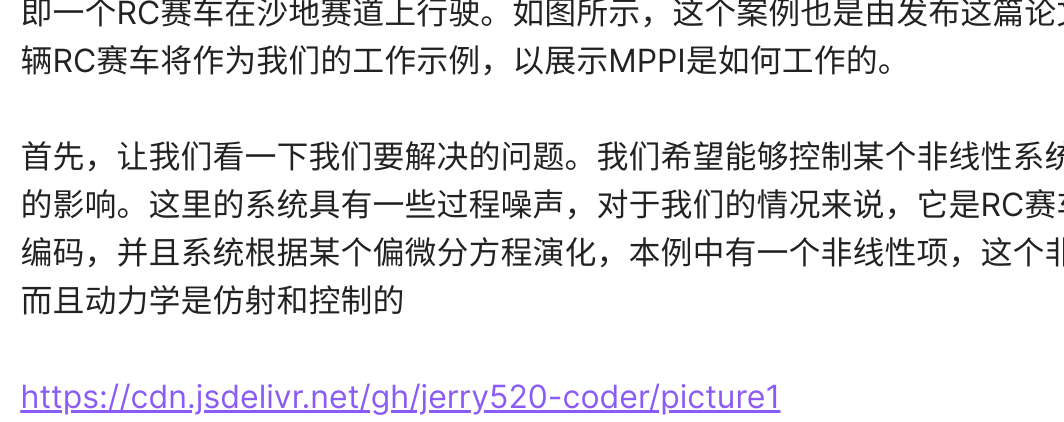 即一个RC赛车在沙地赛道上行驶。如图所示，这个案例也是由发布这篇论
辆RC赛车将作为我们的工作示例，以展示MPPI是如何工作的。
首先，让我们看一下我们要解决的问题。我们希望能够控制某个非线性系统
的影响。这里的系统具有一些过程噪声，对于我们的情况来说，它是RC赛
编码，并且系统根据某个偏微分方程演化，本例中有一个非线性项，这个
而且动力学是仿射和控制的
https://cdn.jsdelivr.net/gh/jerry520-coder/picture1